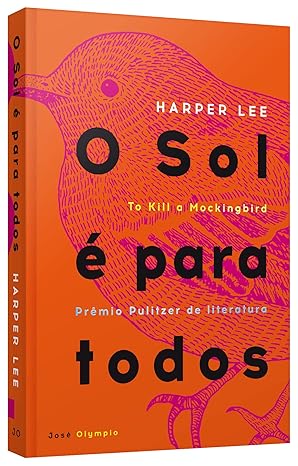 HARPER LEE
O Sol
To Kill a Mockingbird
é para
Prêmio Pulitzer de literatura
todos
José Olympio
O Sol é para todos
HARPER LEE
JO